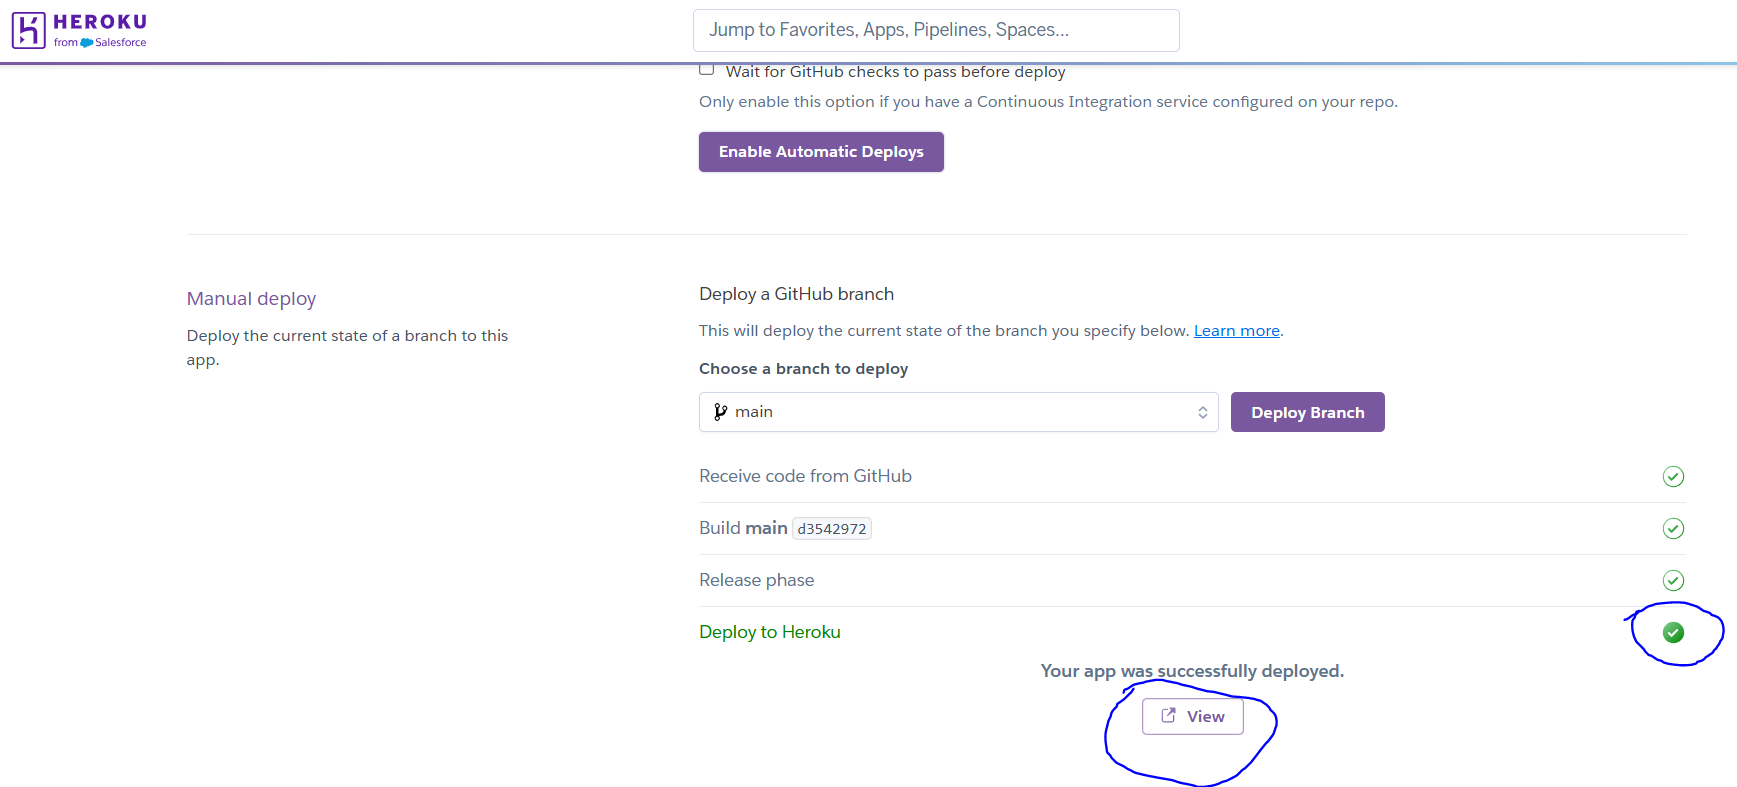 HEROKU
from Salesforce
Jump to Favorites, Apps, Pipelines, Spaces...
Wait for GitHub checks to pass before deploy
Only enable this option if you have a Continuous Integration service configured on your repo.
Enable Automatic Deploys
Manual deploy
Deploy the current state of a branch to this
app.
Deploy a GitHub branch
This will deploy the current state of the branch you specify below. Learn more.
Choose a branch to deploy
main
Deploy Branch
Receive code from GitHub
Build main d3542972
Release phase
Deploy to Heroku
Your app was successfully deployed.
View